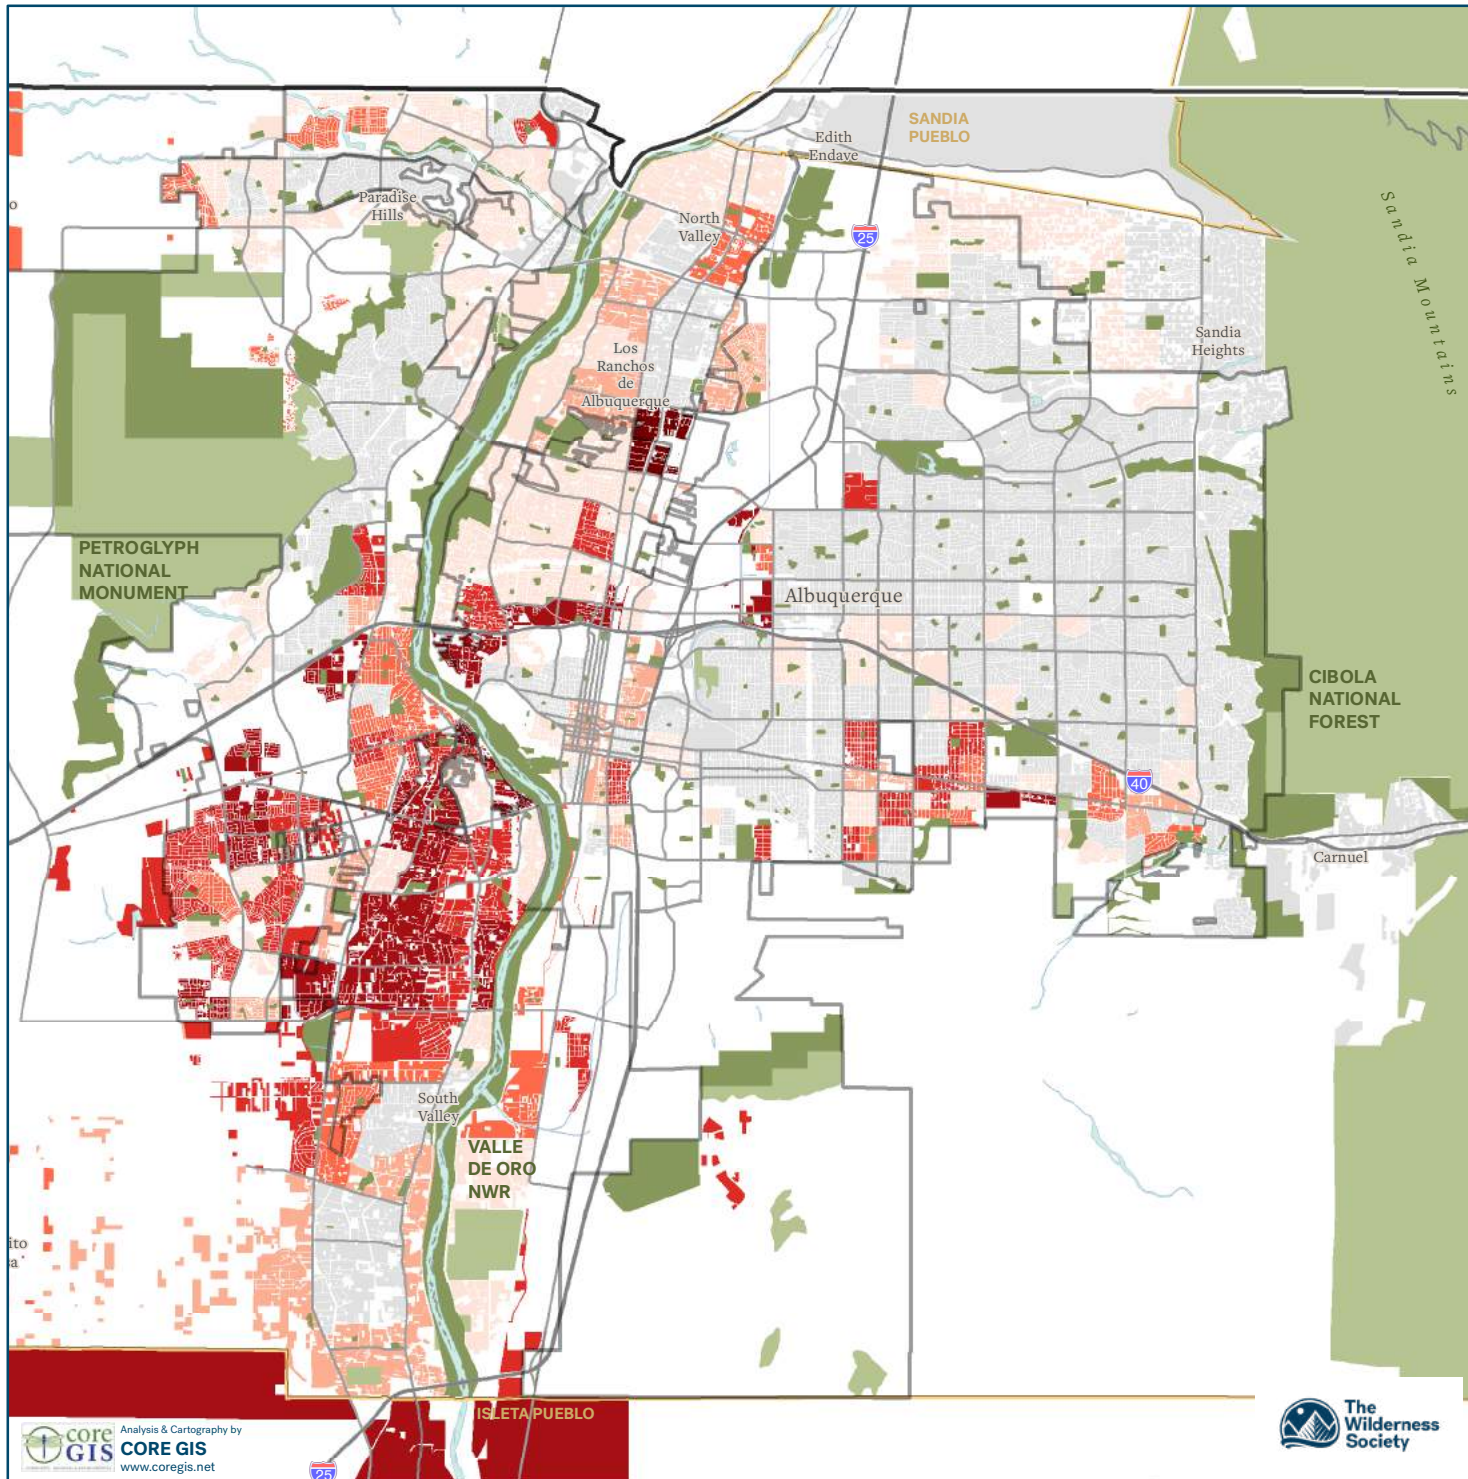 SANDIA
PUEBLO
Edith
Endave
Paradise
Hills
o
North
Valley
25
Sandia Mountains
Sandia
Heights
Los
Ranchos
de
Albuquerque
PETROGLYPH
NATIONAL
MONUMENT
Albuquerque
CIBOLA
NATIONAL
FOREST
40
Carnuel
South
Valley
VALLE
DE ORO
NWR
ito
a
ISLETA PUEBLO
25
core
GIS
Analysis & Cartography by
CORE GIS
www.coregis.net
The
Wilderness
Society